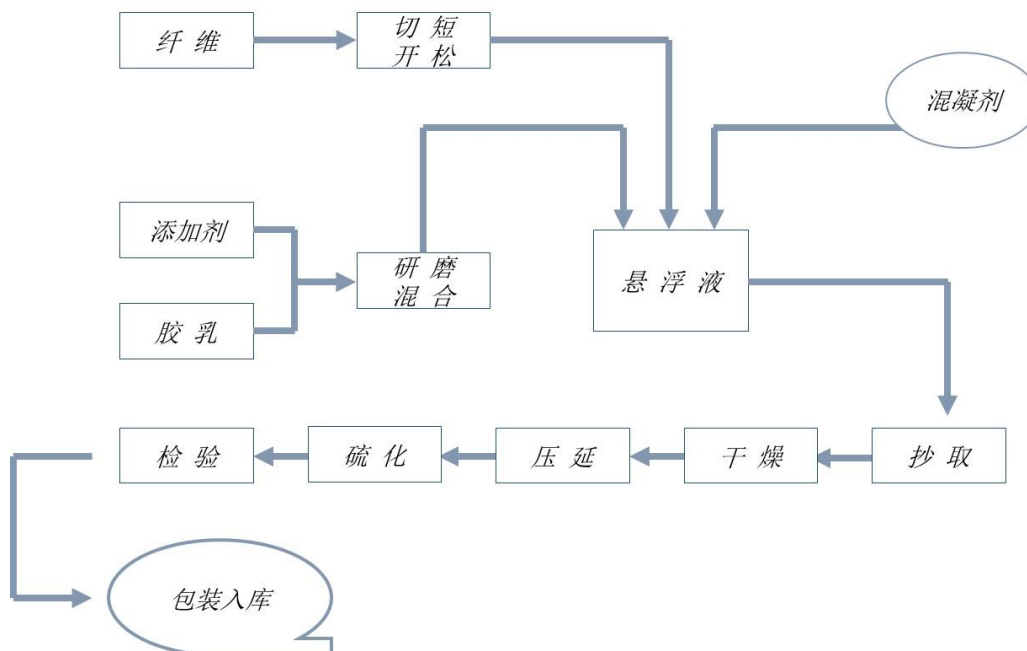 纤 维
切 短
开 松
混凝剂
添加剂
研 磨
混 合
胶 乳
悬 浮 液
检 验
硫 化
压 延
干 燥
抄 取
包装入库